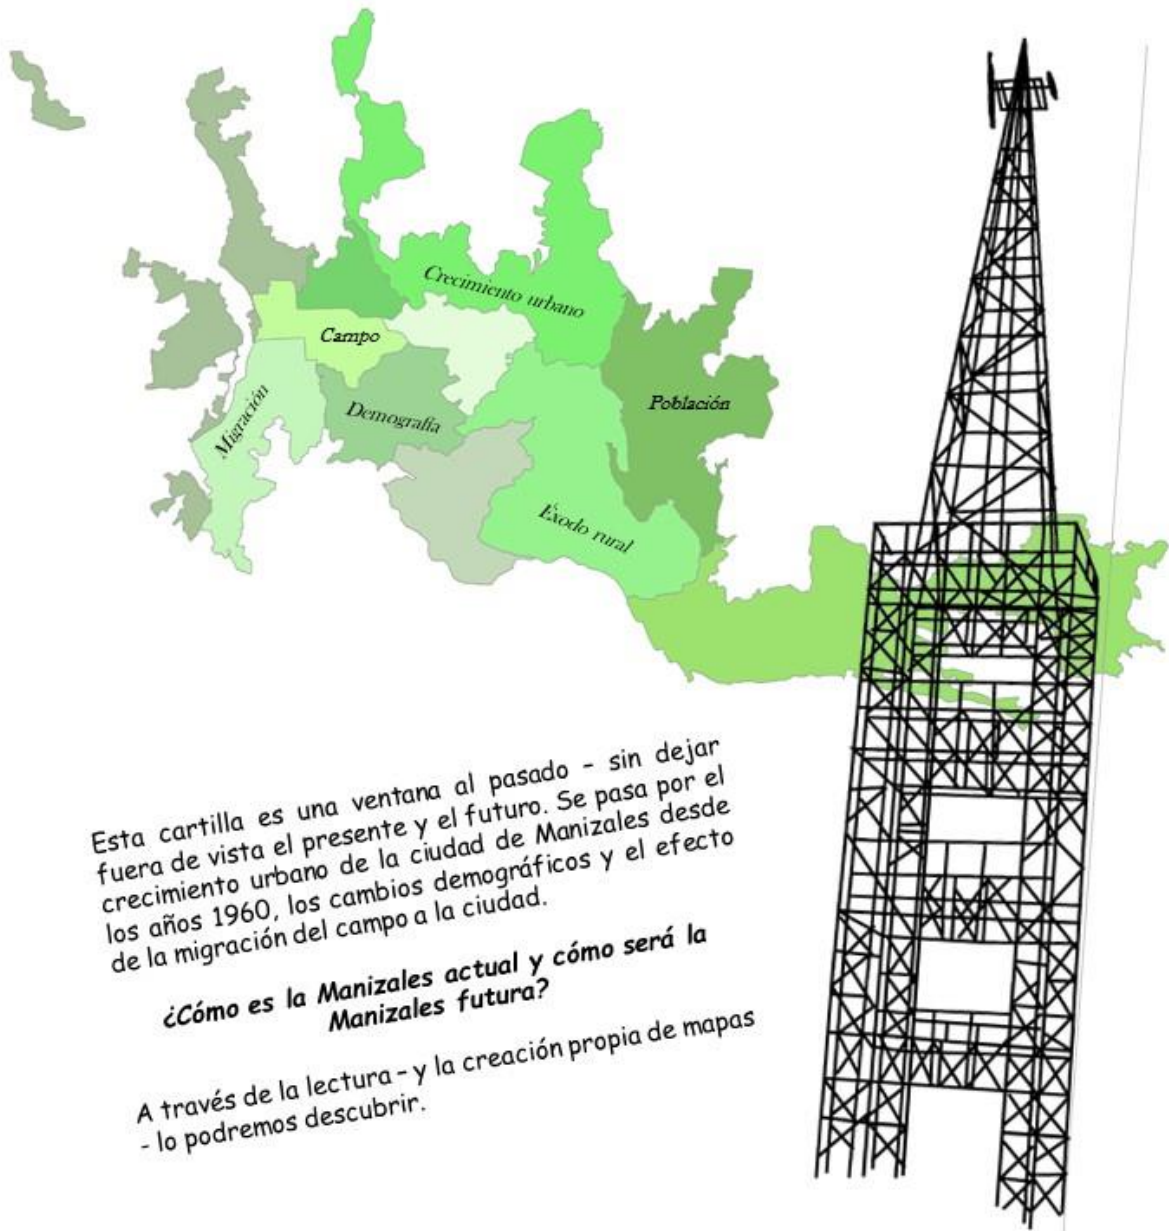 Crecimiento urbano
Campo
Migración
Demografía
Población
Éxodo rural
Esta cartilla es una ventana al pasado - sin dejar
fuera de vista el presente y el futuro. Se pasa por el
crecimiento urbano de la ciudad de Manizales desde
los años 1960, los cambios demográficos y el efecto
de la migración del campo a la ciudad.
¿Cómo es la Manizales actual y cómo será la
Manizales futura?
A través de la lectura - y la creación propia de mapas
- lo podremos descubrir.